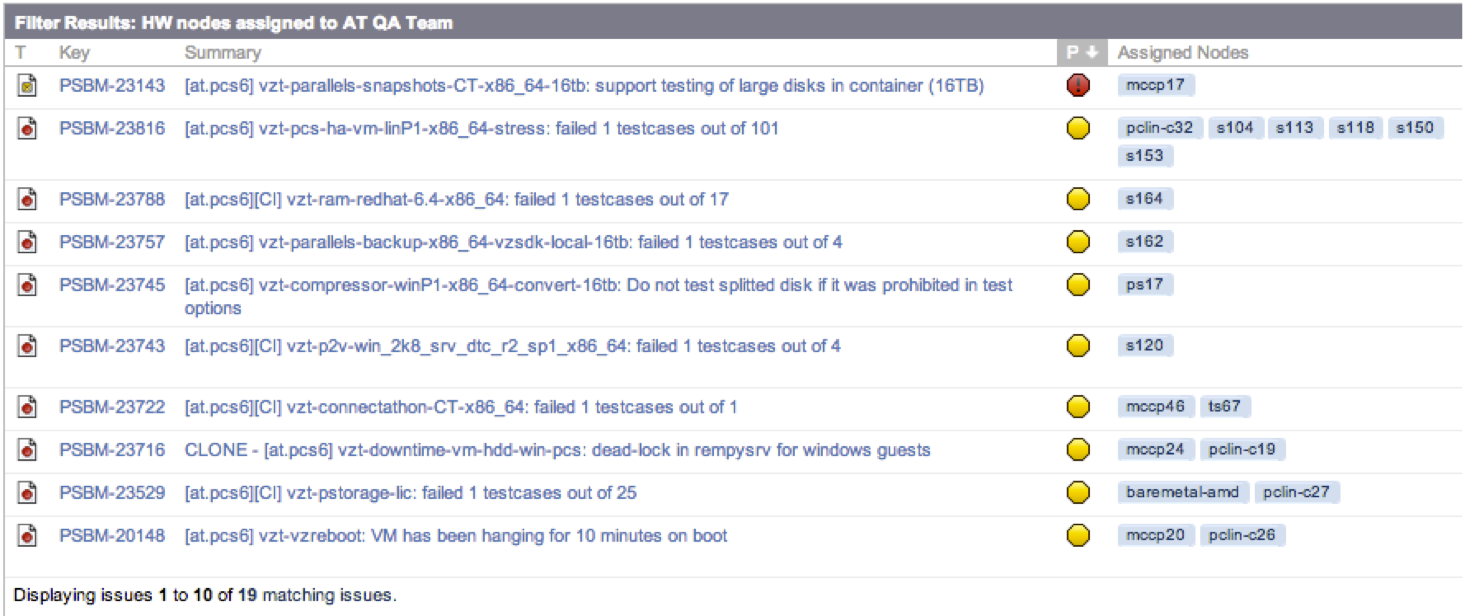 Filter Results: HW nodes assigned to AT QA Team
T Key Summary P Assigned Nodes
PSBM-23143 [at.pcs6] vzt-parallels-snapshots-CT-x86_64-16tb: support testing of large disks in container (16TB) mccp17
PSBM-23816 [at.pcs6] vzt-pcs-ha-vm-linP1-x86_64-stress: failed 1 testcases out of 101 pclin-c32 s104 s113 s118 s150
s153
PSBM-23788 [at.pcs6][CI] vzt-ram-redhat-6.4-x86_64: failed 1 testcases out of 17 s164
PSBM-23757 [at.pcs6] vzt-parallels-backup-x86_64-vzsdk-local-16tb: failed 1 testcases out of 4 s162
PSBM-23745 [at.pcs6] vzt-compressor-winP1-x86_64-convert-16tb: Do not test splitted disk if it was prohibited in test ps17
options
PSBM-23743 [at.pcs6][CI] vzt-p2v-win_2k8_srv_dtc_r2_sp1_x86_64: failed 1 testcases out of 4 s120
PSBM-23722 [at.pcs6][CI] vzt-connectathon-CT-x86_64: failed 1 testcases out of 1 mccp46 ts67
PSBM-23716 CLONE - [at.pcs6] vzt-downtime-vm-hdd-win-pcs: dead-lock in rempysrv for windows guests mccp24 pclin-c19
PSBM-23529 [at.pcs6][CI] vzt-pstorage-lic: failed 1 testcases out of 25 baremetal-amd pclin-c27
PSBM-20148 [at.pcs6] vzt-vzreboot: VM has been hanging for 10 minutes on boot mccp20 pclin-c26
Displaying issues 1 to 10 of 19 matching issues.